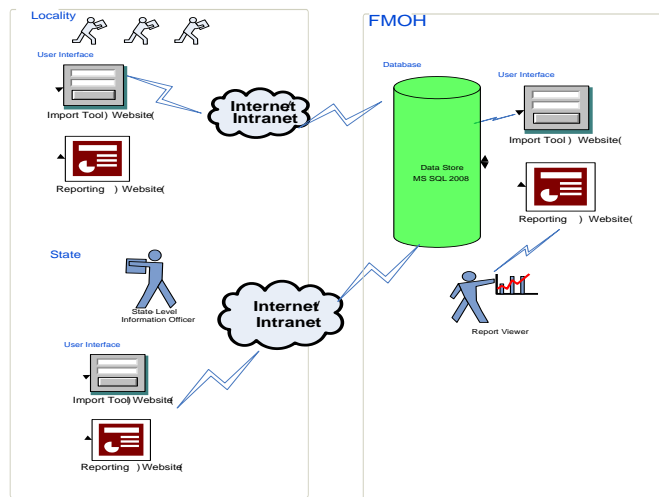 Locality
User Interface
Import Tool) Website(
Reporting ) Website(
Internet/
Intranet
State
State Level
Information Officer
User Interface
Import Tool) Website(
Reporting ) Website(
Internet/
Intranet
FMOH
Database
Data Store
MS SQL 2008
User Interface
Import Tool ) Website(
Reporting ) Website(
Report Viewer